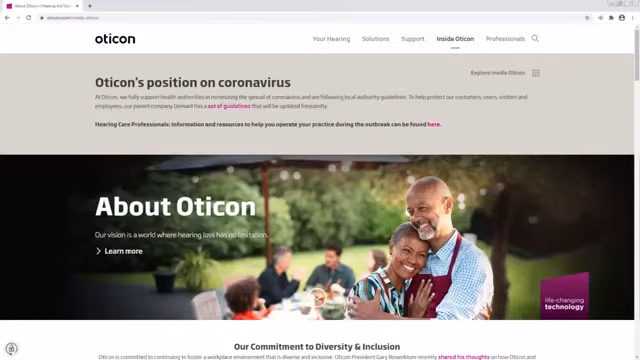 About Oticon | Hearing Aid
oticon.com/inside-oticon
oticon
Your Hearing
Solutions
Support
Inside Oticon
Professionals
Explore Inside Oticon
Oticon's position on coronavirus
At Oticon, we fully support health authorities in minimizing the spread of coronavirus and are following local authority guidelines. To help protect our customers, users, visitors and
employees, our parent company Demant has a set of guidelines that will be updated frequently.
Hearing Care Professionals: Information and resources to help you operate your practice during the outbreak can be found here.
About Oticon
Our vision is a world where hearing loss has no limitation.
Learn more
life-changing
technology
Our Commitment to Diversity & Inclusion
Oticon is committed to continuing to foster a workplace environment that is diverse and inclusive. Oticon President Gary Rosenblum recently shared his thoughts on how Oticon and